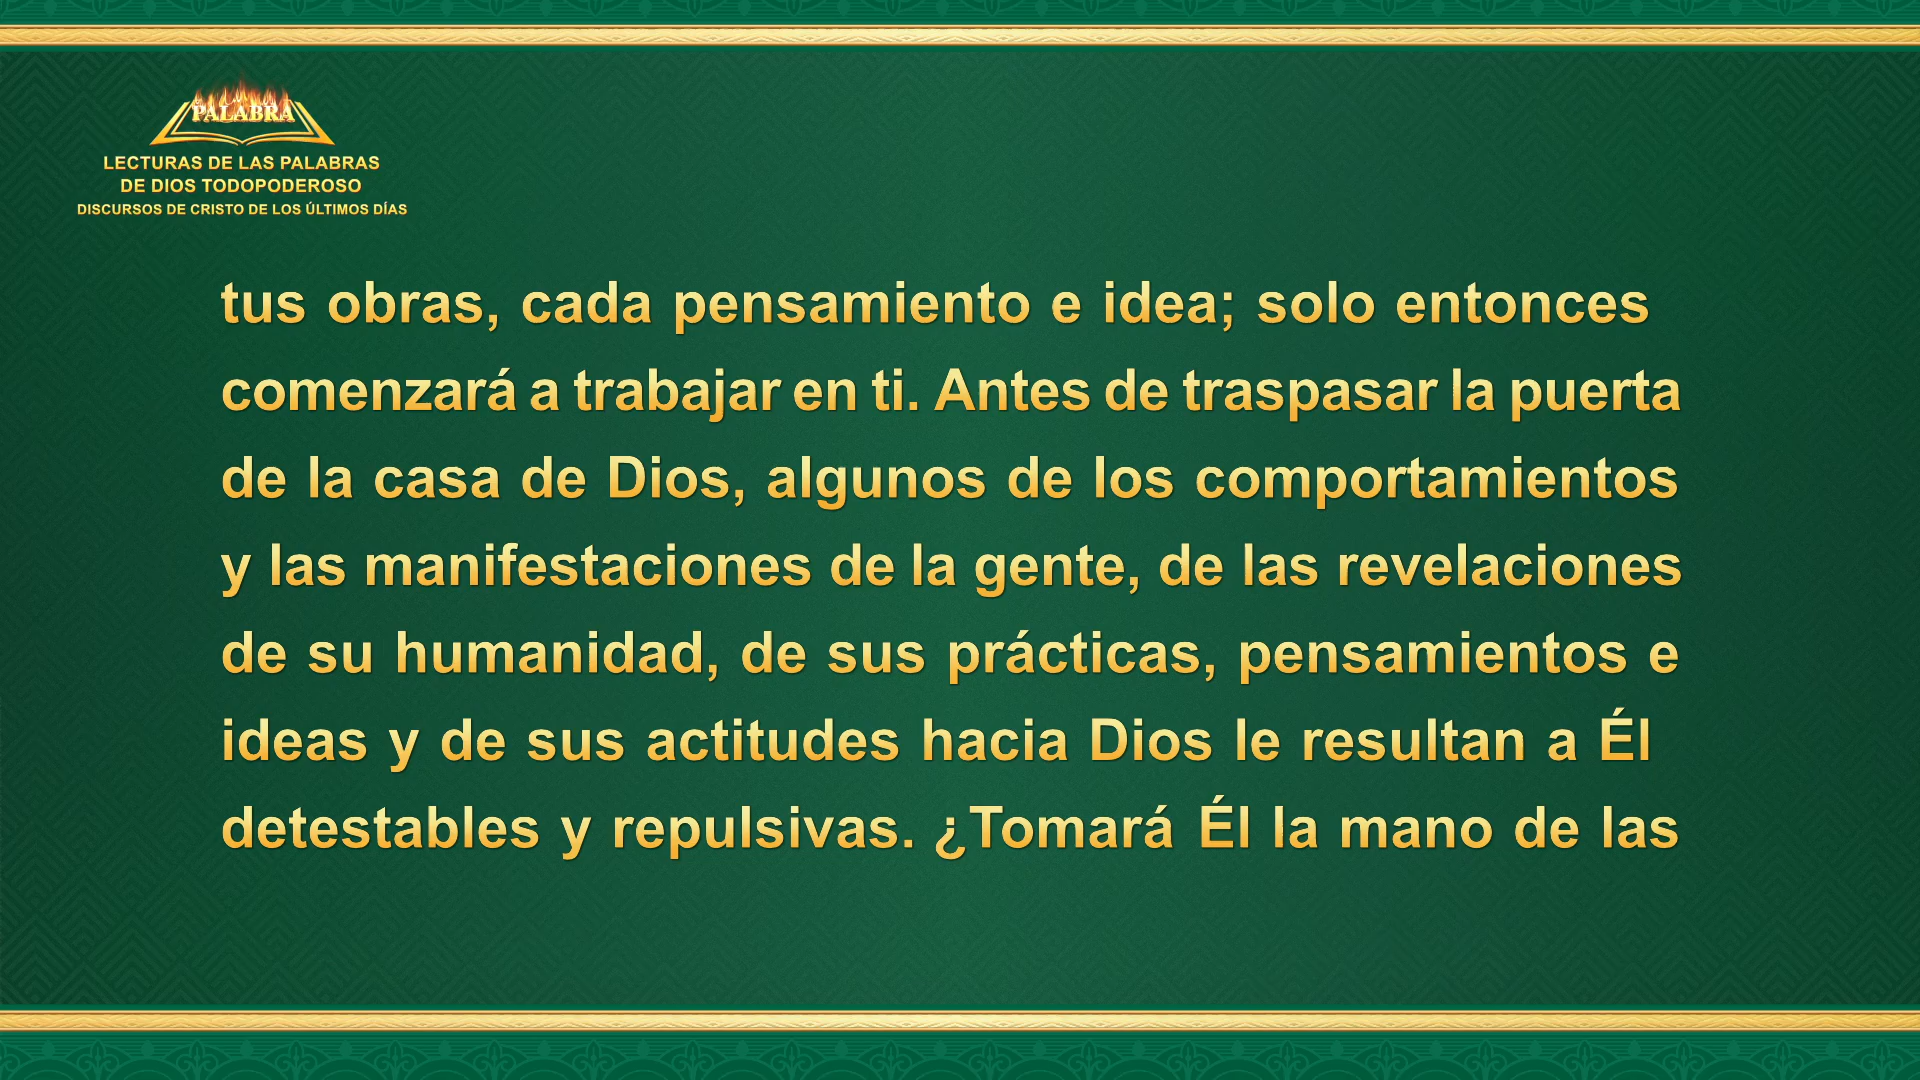 PALABRA
LECTURAS DE LAS PALABRAS
DE DIOS TODOPODEROSO
DISCURSOS DE CRISTO DE LOS ÚLTIMOS DÍAS
tus obras, cada pensamiento e idea; solo entonces
comenzará a trabajar en ti. Antes de traspasar la puerta
de la casa de Dios, algunos de los comportamientos
y las manifestaciones de la gente, de las revelaciones
de su humanidad, de sus prácticas, pensamientos e
ideas y de sus actitudes hacia Dios le resultan a Él
detestables y repulsivas. ¿Tomará Él la mano de las